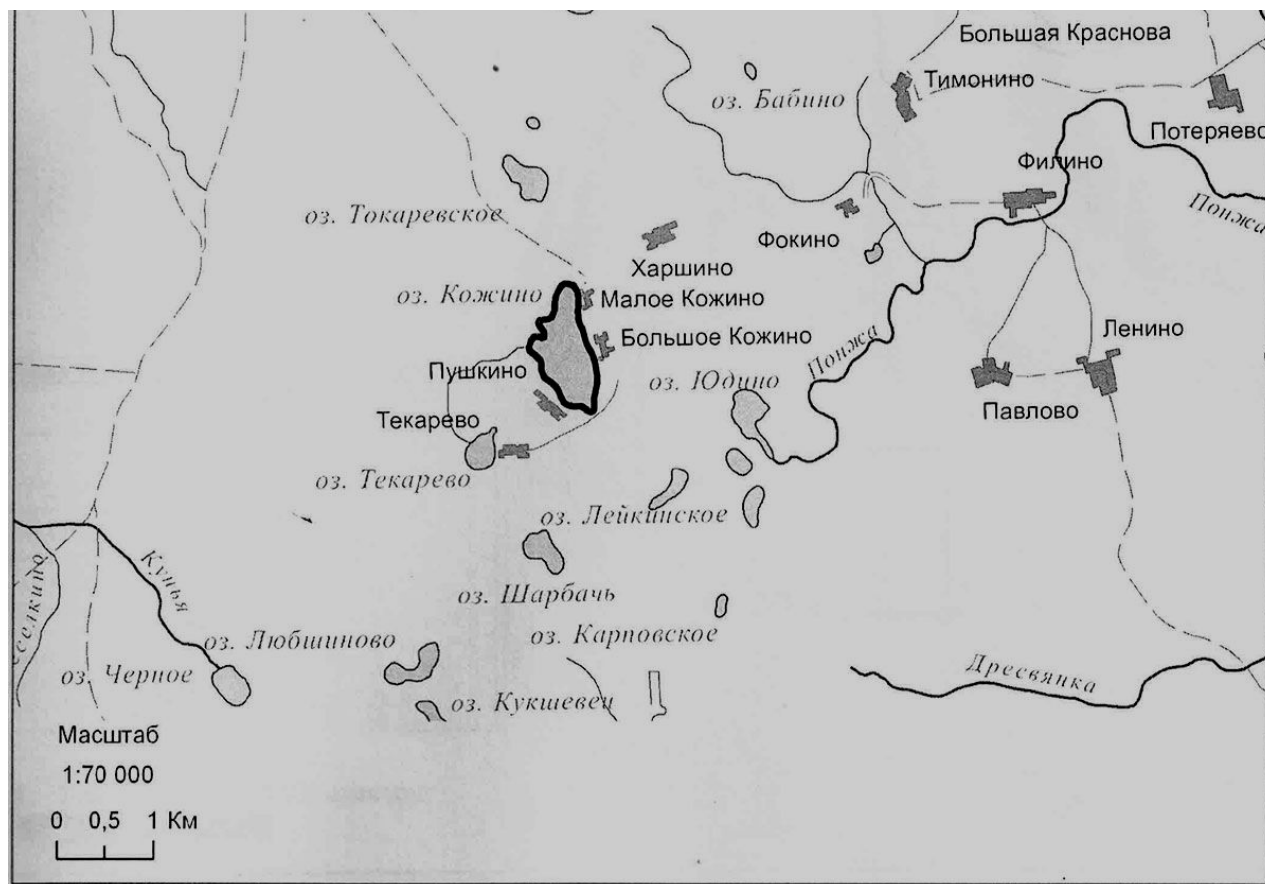 Большая Краснова
Тимонино
оз. Бабино
Потеряево
Филино
оз. Токаревское
Понжа
Фокино
Харшино
оз. Кожино
Малое Кожино
Большое Кожино
Понжа
Ленино
Пушкино
оз. Юдино
Павлово
Текарево
оз. Текарево
оз. Лейкинское
Кунья
оз. Шарбачь
оз. Любшиново
оз. Карповское
оз. Черное
Дресвянка
оз. Кукшевец
Масштаб
1:70 000
0 0,5 1 Км